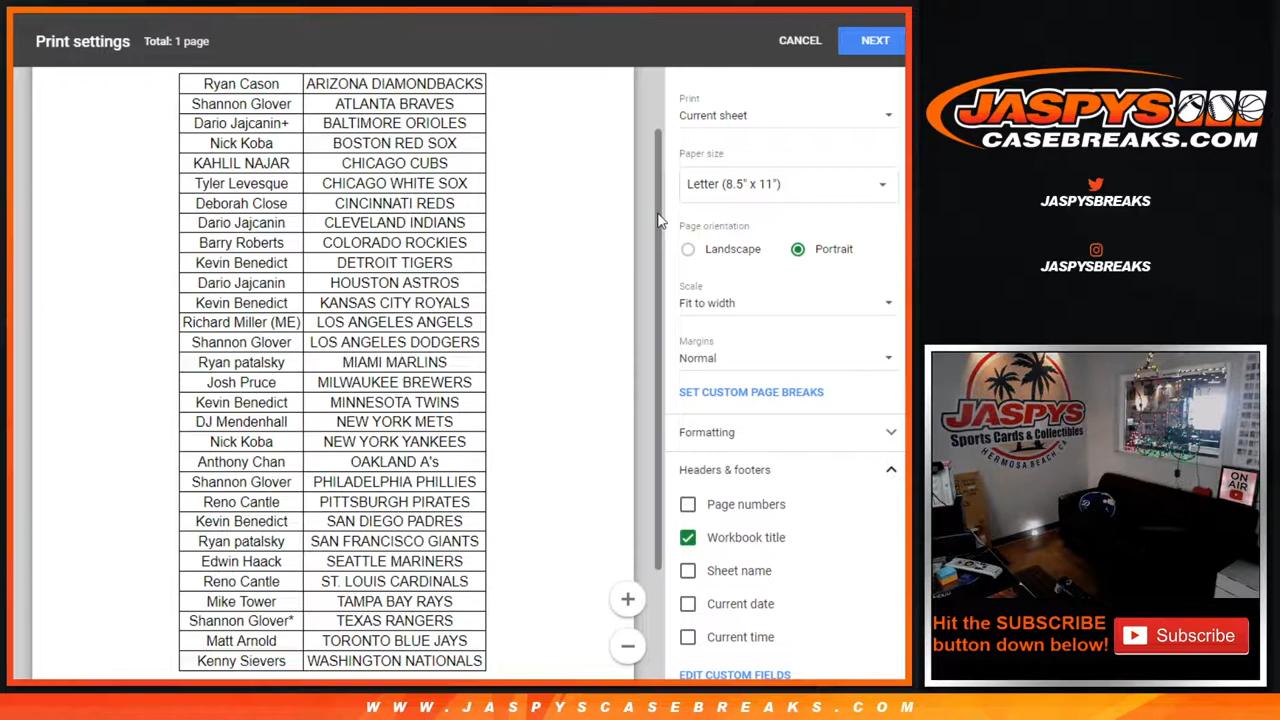 Print settings Total: 1 page CANCEL NEXT
Ryan Cason ARIZONA DIAMONDBACKS
Shannon Glover ATLANTA BRAVES
Dario Jajcanin+ BALTIMORE ORIOLES
Nick Koba BOSTON RED SOX
KAHLIL NAJAR CHICAGO CUBS
Tyler Levesque CHICAGO WHITE SOX
Deborah Close CINCINNATI REDS
Dario Jajcanin CLEVELAND INDIANS
Barry Roberts COLORADO ROCKIES
Kevin Benedict DETROIT TIGERS
Dario Jajcanin HOUSTON ASTROS
Kevin Benedict KANSAS CITY ROYALS
Richard Miller (ME) LOS ANGELES ANGELS
Shannon Glover LOS ANGELES DODGERS
Ryan patalsky MIAMI MARLINS
Josh Pruce MILWAUKEE BREWERS
Kevin Benedict MINNESOTA TWINS
DJ Mendenhall NEW YORK METS
Nick Koba NEW YORK YANKEES
Anthony Chan OAKLAND A's
Shannon Glover PHILADELPHIA PHILLIES
Reno Cantle PITTSBURGH PIRATES
Kevin Benedict SAN DIEGO PADRES
Ryan patalsky SAN FRANCISCO GIANTS
Edwin Haack SEATTLE MARINERS
Reno Cantle ST. LOUIS CARDINALS
Mike Tower TAMPA BAY RAYS
Shannon Glover* TEXAS RANGERS
Matt Arnold TORONTO BLUE JAYS
Kenny Sievers WASHINGTON NATIONALS
Print
Current sheet
Paper size
Letter (8.5" x 11")
Page orientation
Landscape Portrait
Scale
Fit to width
Margins
Normal
SET CUSTOM PAGE BREAKS
Formatting
Headers & footers
Page numbers
Workbook title
Sheet name
Current date
Current time
EDIT CUSTOM FIELDS
JASPYS
CASEBREAKS.COM
JASPYSBREAKS
JASPYSBREAKS
JASPYS
Sports Cards & Collectibles
HERMOSA BEACH CA
ON
AIR
Hit the SUBSCRIBE
button down below!
Subscribe
WWW.JASPYSCASEBREAKS.COM